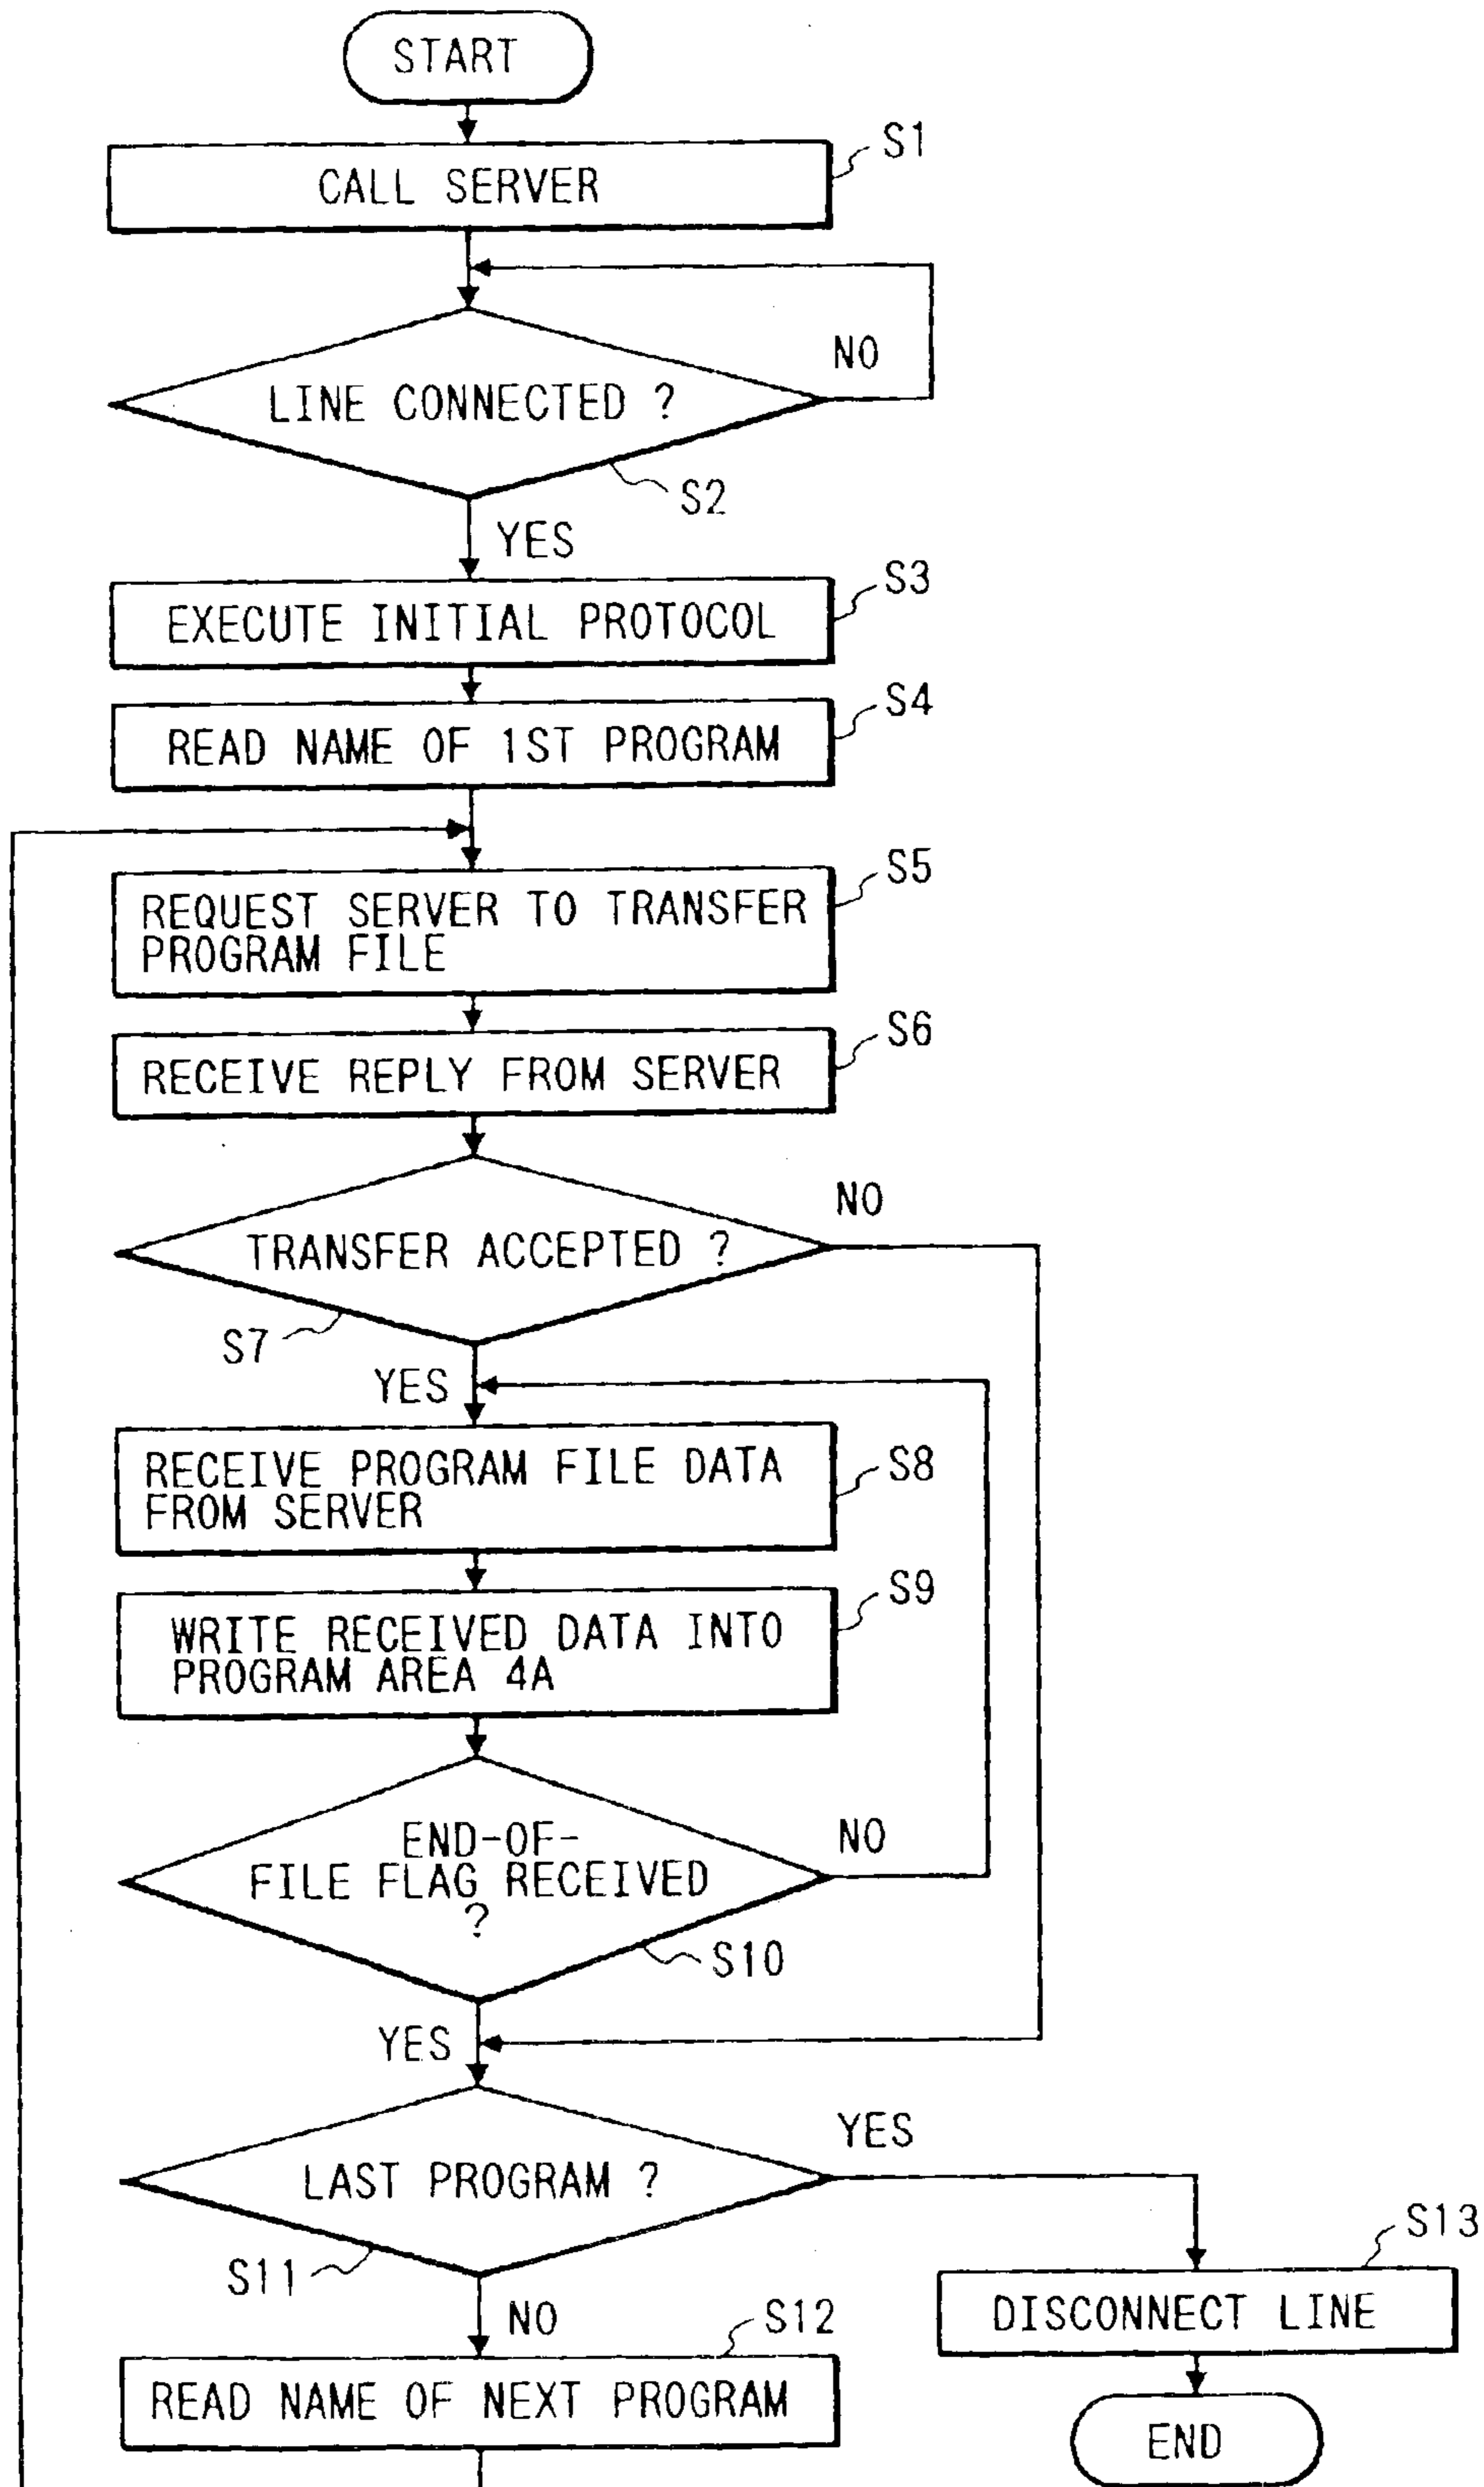 START
S1
CALL SERVER
NO
LINE CONNECTED ?
S2
YES
S3
EXECUTE INITIAL PROTOCOL
S4
READ NAME OF 1ST PROGRAM
S5
REQUEST SERVER TO TRANSFER
PROGRAM FILE
S6
RECEIVE REPLY FROM SERVER
NO
TRANSFER ACCEPTED ?
S7
YES
RECEIVE PROGRAM FILE DATA
FROM SERVER
S8
S9
WRITE RECEIVED DATA INTO
PROGRAM AREA 4A
END-OF-
FILE FLAG RECEIVED
?
NO
S10
YES
YES
LAST PROGRAM ?
S11
S13
DISCONNECT LINE
NO
S12
READ NAME OF NEXT PROGRAM
END